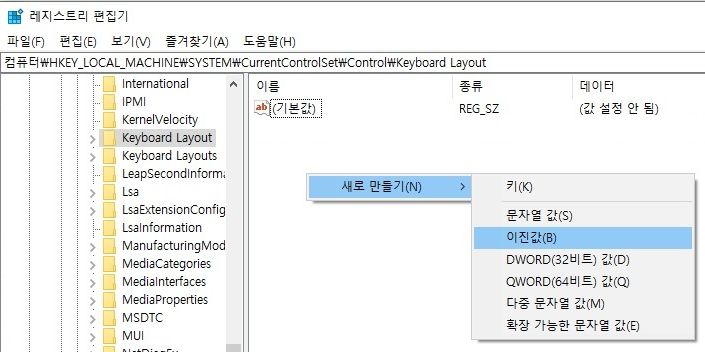 레지스트리 편집기
파일(F) 편집(E) 보기(V) 즐겨찾기(A) 도움말(H)
컴퓨터₩HKEY_LOCAL_MACHINE₩SYSTEM₩CurrentControlSet₩Control₩Keyboard Layout
International
IPMI
KernelVelocity
Keyboard Layout
Keyboard Layouts
LeapSecondInforma
Lsa
LsaExtensionConfig
LsaInformation
ManufacturingMod
MediaCategories
MediaInterfaces
MediaProperties
MSDTC
MUI
이름 종류 데이터
ab (기본값) REG_SZ (값 설정 안 됨)
새로 만들기(N)
키(K)
문자열 값(S)
이진값(B)
DWORD(32비트) 값(D)
QWORD(64비트) 값(Q)
다중 문자열 값(M)
확장 가능한 문자열 값(E)